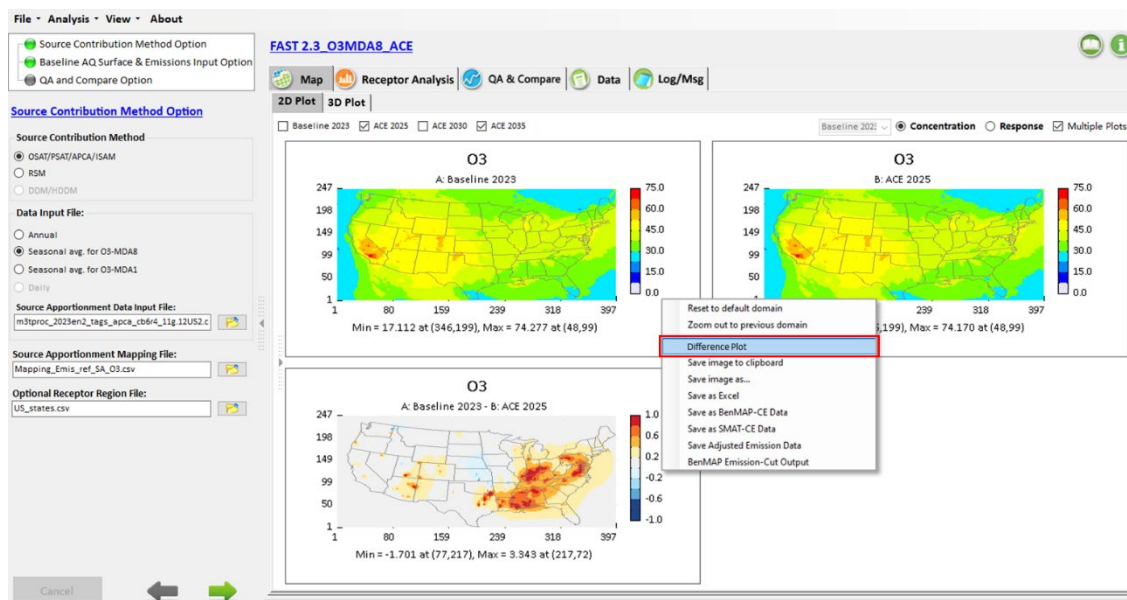 File Analysis View About
Source Contribution Method Option
Baseline AQ Surface & Emissions Input Option
QA and Compare Option
Source Contribution Method Option
Source Contribution Method
OSAT/PSAT/APCA/ISAM
RSM
DDM/HDDM
Data Input File:
Annual
Seasonal avg. for O3-MDA8
Seasonal avg. for O3-MDA1
Daily
Source Apportionment Data Input File:
m3tproc_2023en2_tags_apca_cb6r4_11g.12US2.c
Source Apportionment Mapping File:
Mapping_Emis_ref_SA_O3.csv
Optional Receptor Region File:
US_states.csv
Cancel
FAST 2.3_O3MDA8_ACE
Map Receptor Analysis QA & Compare Data Log/Msg
2D Plot 3D Plot
Baseline 2023 ACE 2025 ACE 2030 ACE 2035
Baseline 202 Concentration Response Multiple Plots
O3
A: Baseline 2023
247
198
149
99
50
1
1 80 159 239 318 397
75.0
60.0
45.0
30.0
15.0
0.0
Min = 17.112 at (346,199), Max = 74.277 at (48,99)
O3
B: ACE 2025
247
198
149
99
50
1
239 318 397
75.0
60.0
45.0
30.0
15.0
0.0
,199), Max = 74.170 at (48,99)
Reset to default domain
Zoom out to previous domain
Difference Plot
Save image to clipboard
Save image as...
Save as Excel
Save as BenMAP-CE Data
Save as SMAT-CE Data
Save Adjusted Emission Data
BenMAP Emission-Cut Output
O3
A: Baseline 2023 - B: ACE 2025
247
198
149
99
50
1
1 80 159 239 318 397
1.0
0.6
0.2
-0.2
-0.6
-1.0
Min = -1.701 at (77,217), Max = 3.343 at (217,72)